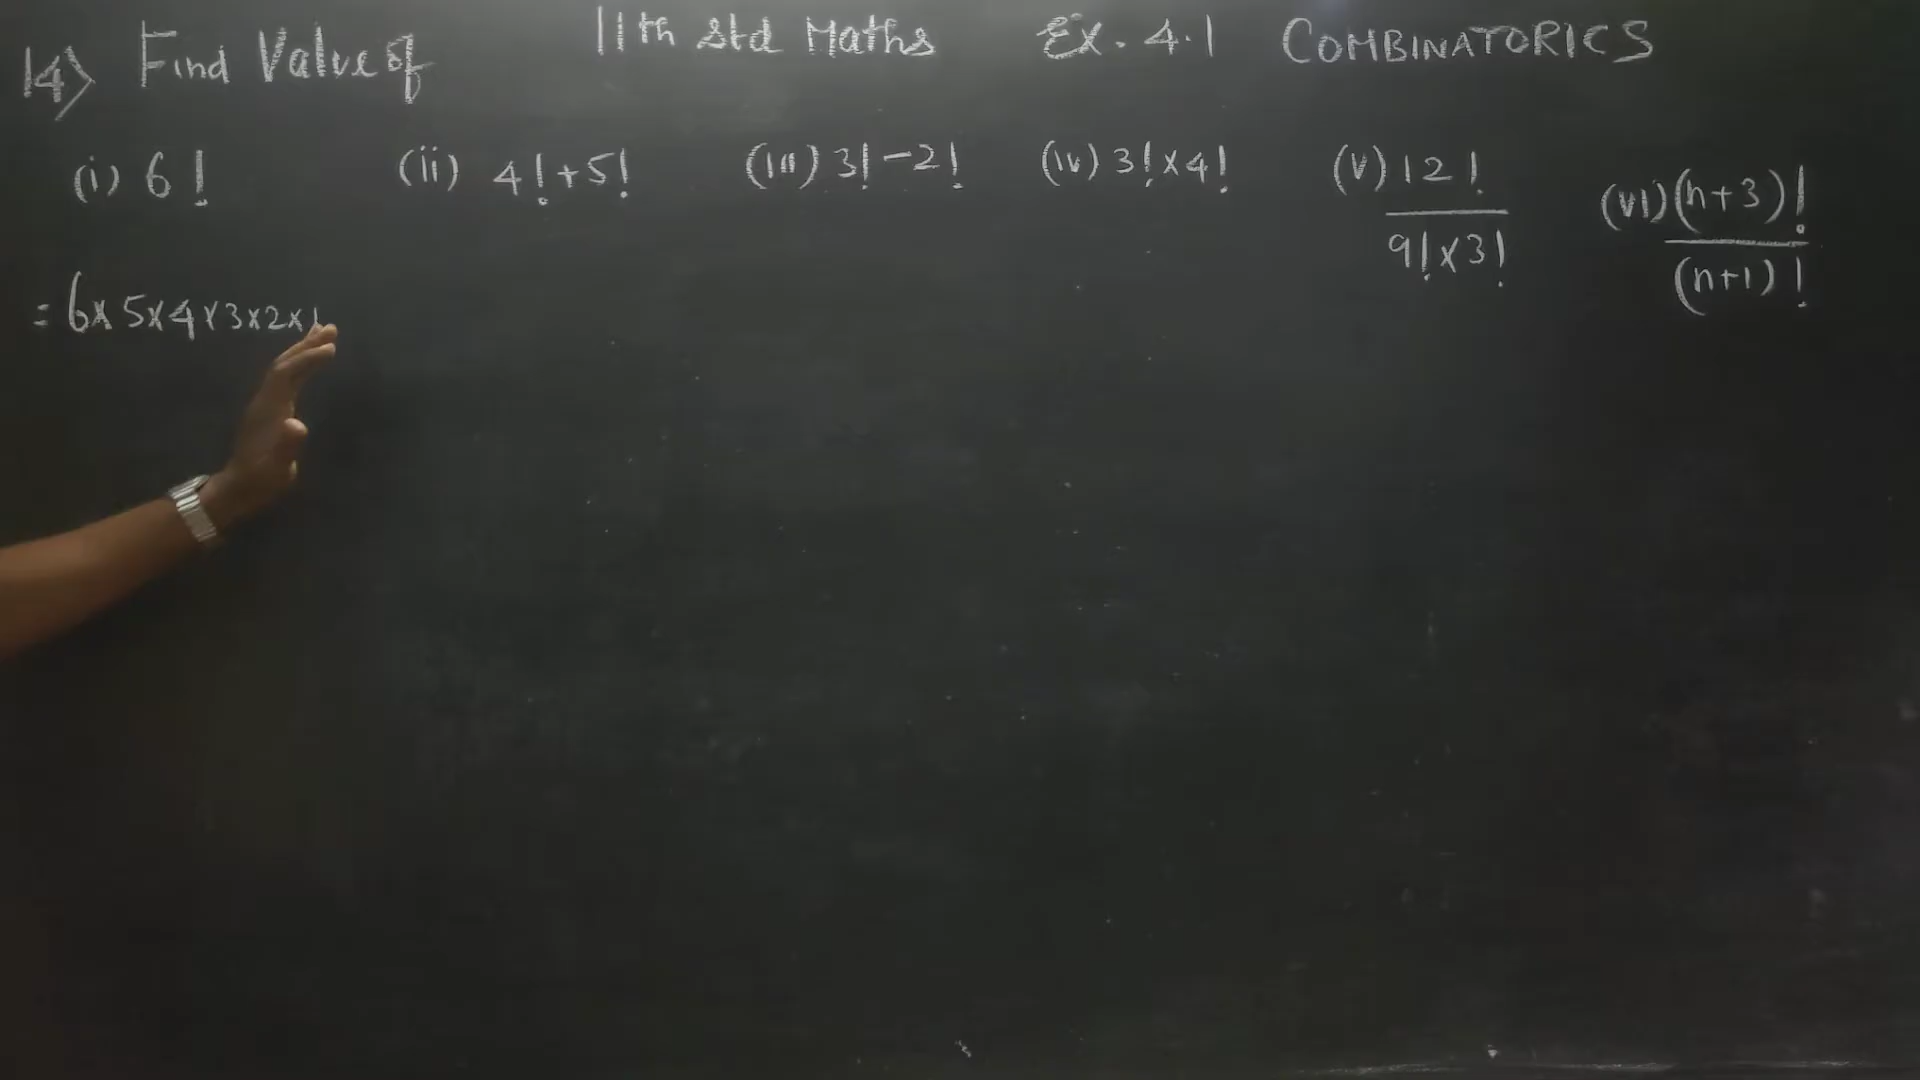 11th Std Maths Ex. 4.1 COMBINATORICS
14) Find Value of
(i) 6! (ii) 4!+5! (iii) 3!-2! (iv) 3!×4! (v) 12!/9!×3! (vi) (n+3)!/(n+1)!
= 6×5×4×3×2×1